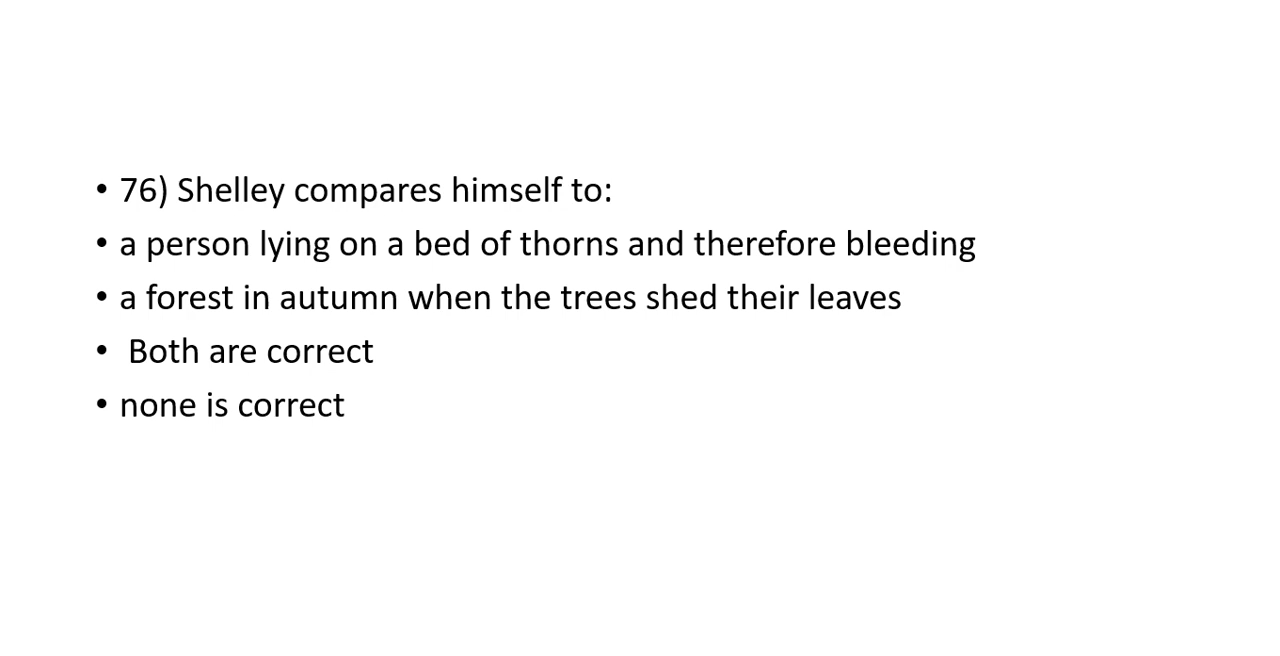 • 76) Shelley compares himself to:
• a person lying on a bed of thorns and therefore bleeding
• a forest in autumn when the trees shed their leaves
• Both are correct
• none is correct